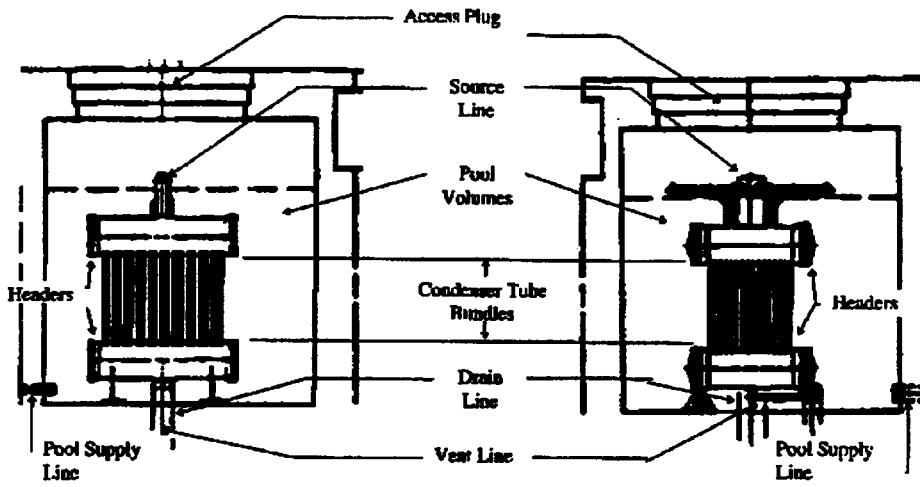 Access Plug
Source
Line
Pool
Volumes
Headers
Condenser Tube
Bundles
Headers
Drain
Line
Pool Supply
Line
Vent Line
Pool Supply
Line